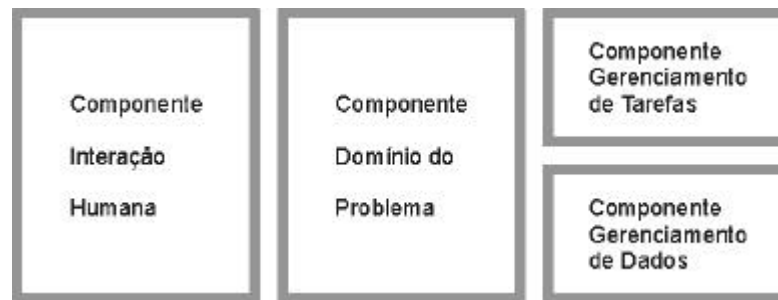 Componente
Interação
Humana
Componente
Domínio do
Problema
Componente
Gerenciamento
de Tarefas
Componente
Gerenciamento
de Dados